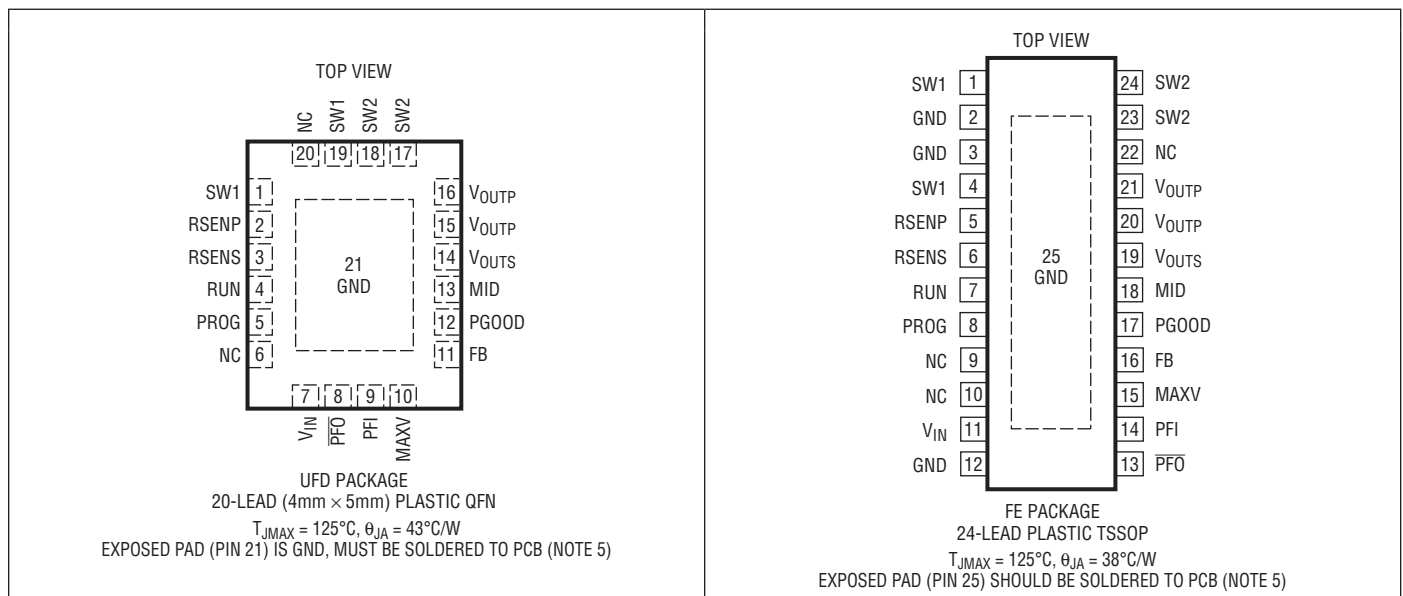 TOP VIEW
NC SW1 SW2 SW2
20 19 18 17
SW1 1
RSENP 2
RSENS 3
RUN 4
PROG 5
NC 6
21
GND
16 VOUTP
15 VOUTP
14 VOUTS
13 MID
12 PGOOD
11 FB
7 8 9 10
VIN P̅F̅O̅ PFI MAXV
UFD PACKAGE
20-LEAD (4mm × 5mm) PLASTIC QFN
TJMAX = 125°C, θJA = 43°C/W
EXPOSED PAD (PIN 21) IS GND, MUST BE SOLDERED TO PCB (NOTE 5)
TOP VIEW
SW1 1
GND 2
GND 3
SW1 4
RSENP 5
RSENS 6
RUN 7
PROG 8
NC 9
NC 10
VIN 11
GND 12
25
GND
24 SW2
23 SW2
22 NC
21 VOUTP
20 VOUTP
19 VOUTS
18 MID
17 PGOOD
16 FB
15 MAXV
14 PFI
13 P̅F̅O̅
FE PACKAGE
24-LEAD PLASTIC TSSOP
TJMAX = 125°C, θJA = 38°C/W
EXPOSED PAD (PIN 25) SHOULD BE SOLDERED TO PCB (NOTE 5)